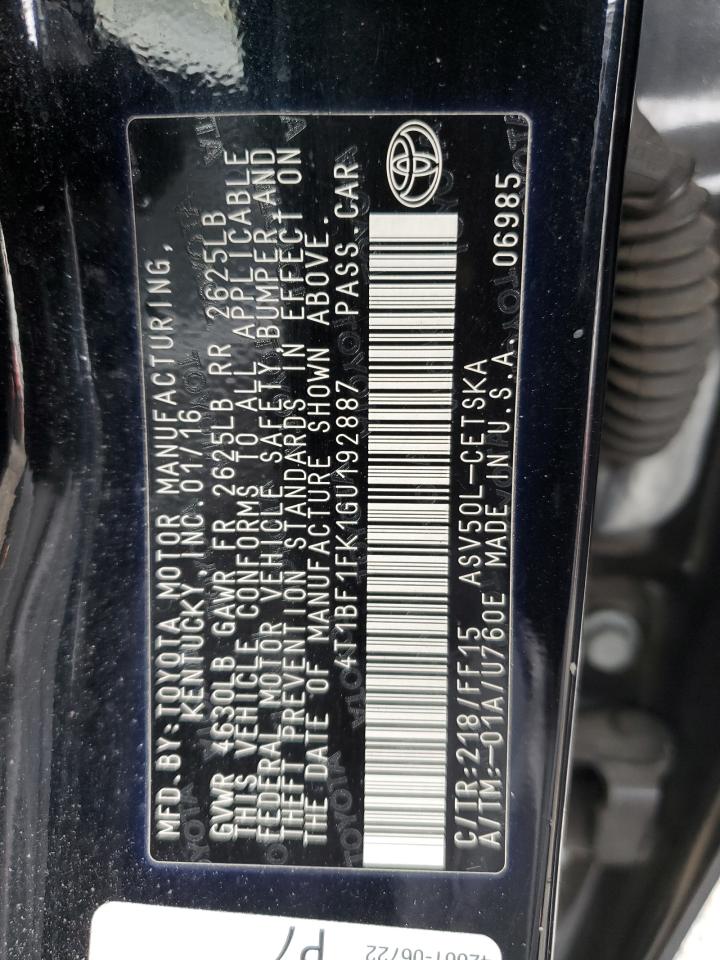 MFD.BY:TOYOTA MOTOR MANUFACTURING,
KENTUCKY, INC.01/16
GVWR 4630LB GAWR FR 2625LB RR 2625LB
THIS VEHICLE CONFORMS TO ALL APPLICABLE
FEDERAL MOTOR VEHICLE SAFETY,BUMPER,AND
THEFT PREVENTION STANDARDS IN EFFECT ON
THE DATE OF MANUFACTURE SHOWN ABOVE.
4T1BF1FK1GU192887 PASS.CAR
C/TR:218/FF15 ASV50L-CETSKA
A/TM:-01A/U760E MADE IN U.S.A. 06985